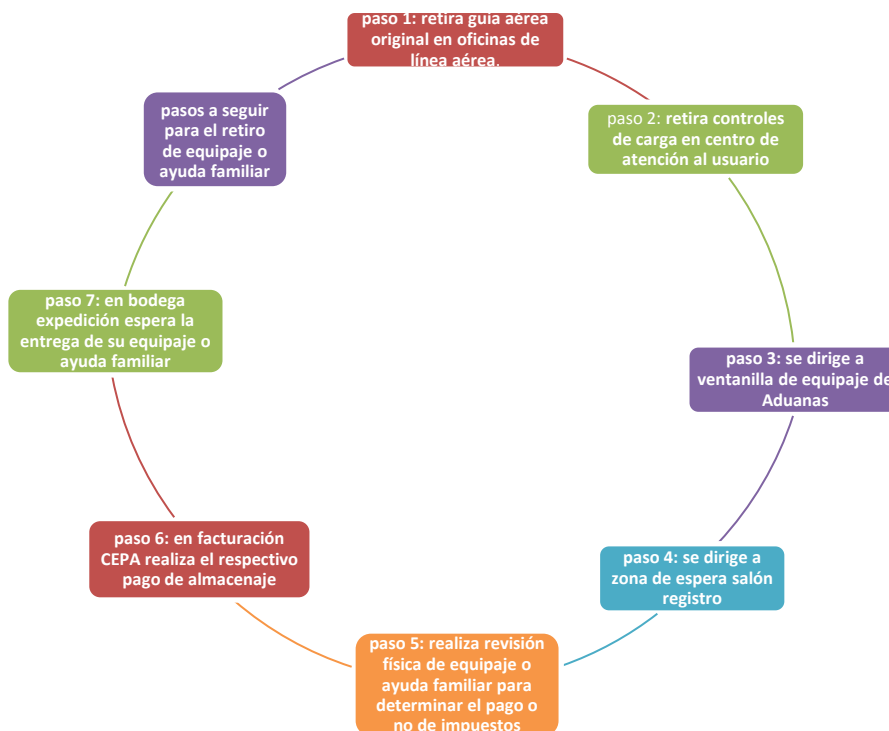 paso 1: retira guía aérea
original en oficinas de
línea aérea.
pasos a seguir
para el retiro
de equipaje o
ayuda familiar
paso 2: retira controles
de carga en centro de
atención al usuario
paso 3: se dirige a
ventanilla de equipaje de
Aduanas
paso 4: se dirige a
zona de espera salón
registro
paso 5: realiza revisión
física de equipaje o
ayuda familiar para
determinar el pago o
no de impuestos
paso 6: en facturación
CEPA realiza el respectivo
pago de almacenaje
paso 7: en bodega
expedición espera la
entrega de su equipaje o
ayuda familiar